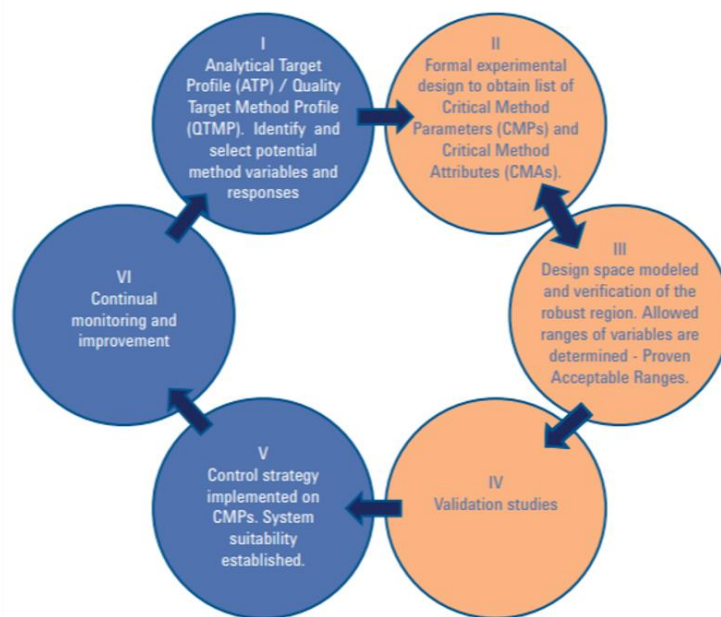 I
Analytical Target
Profile (ATP) / Quality
Target Method Profile
(QTMP). Identify and
select potential
method variables and
responses
II
Formal experimental
design to obtain list of
Critical Method
Parameters (CMPs) and
Critical Method
Attributes (CMAs).
III
Design space modeled
and verification of the
robust region. Allowed
ranges of variables are
determined - Proven
Acceptable Ranges.
IV
Validation studies
V
Control strategy
implemented on
CMPs. System
suitability
established.
VI
Continual
monitoring and
improvement